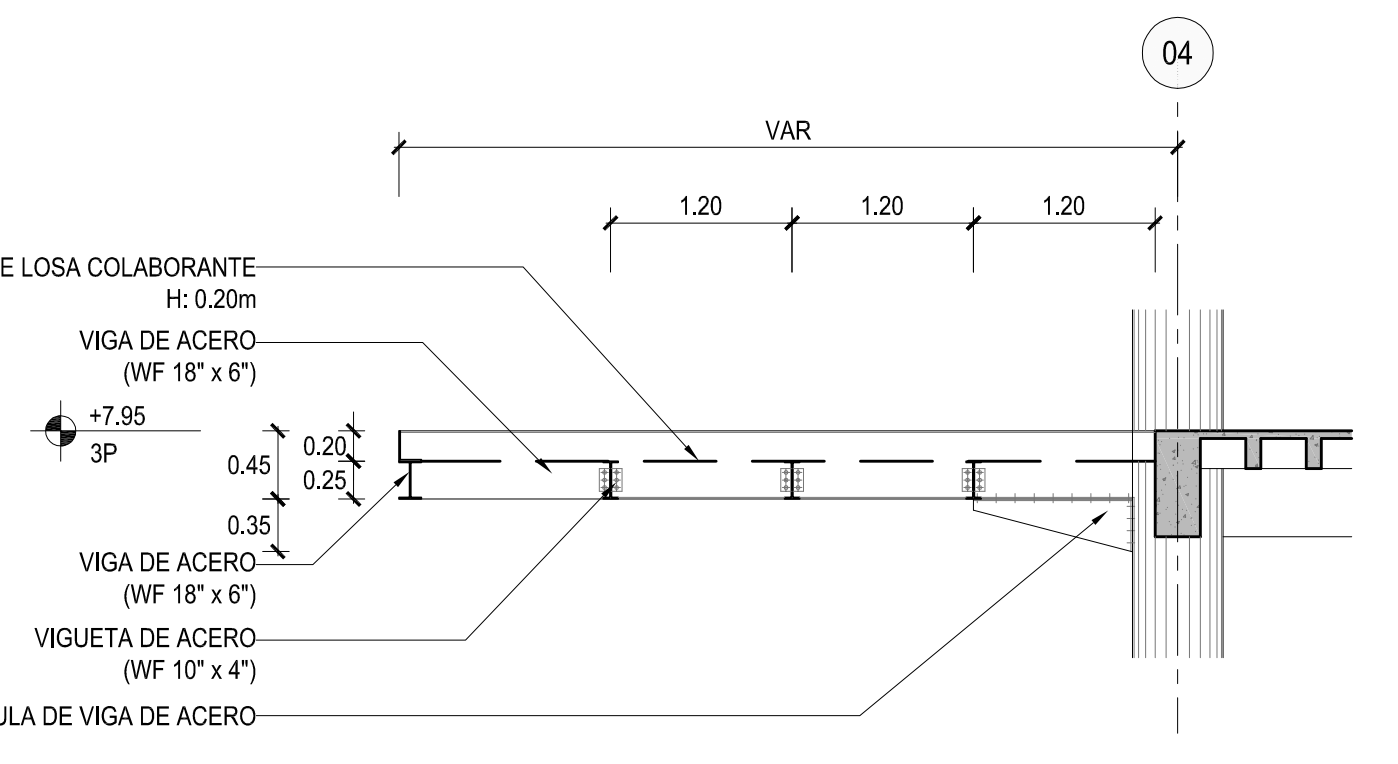 04
VAR
1.20
1.20
1.20
E LOSA COLABORANTE
H: 0.20m
VIGA DE ACERO
(WF 18" x 6")
+7.95
3P
0.45
0.20
0.25
0.35
VIGA DE ACERO
(WF 18" x 6")
VIGUETA DE ACERO
(WF 10" x 4")
ULA DE VIGA DE ACERO